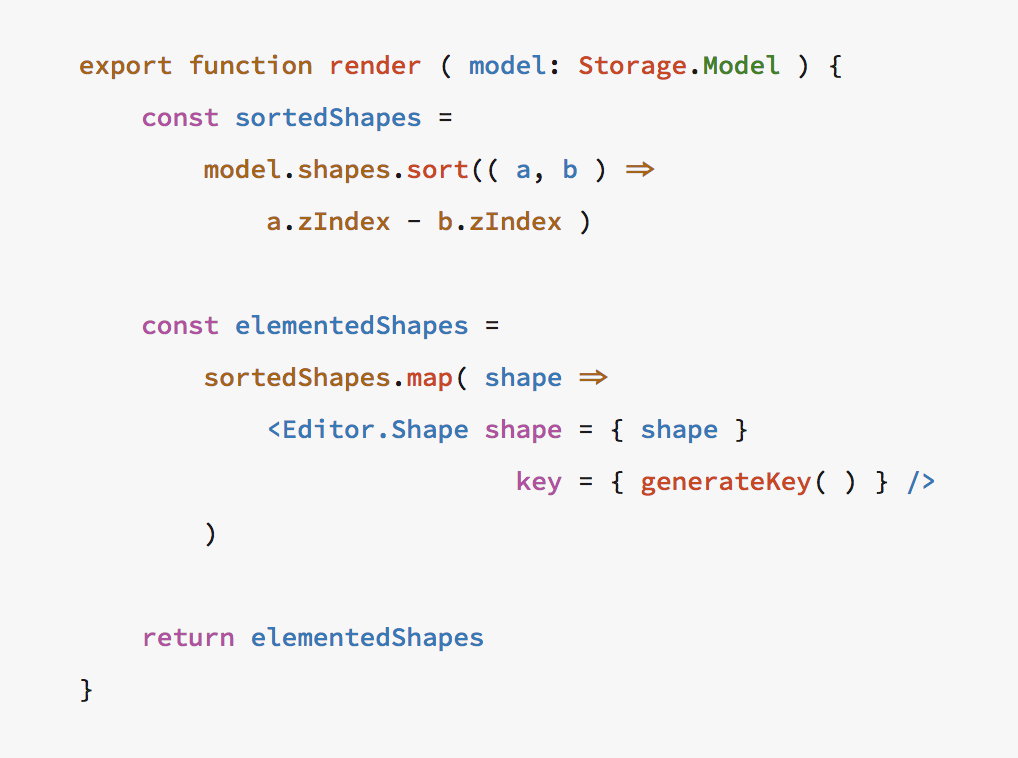 export function render ( model: Storage.Model ) {
    const sortedShapes =
        model.shapes.sort(( a, b ) ⇒
            a.zIndex - b.zIndex )

    const elementedShapes =
        sortedShapes.map( shape ⇒
            <Editor.Shape shape = { shape }
                            key = { generateKey( ) } />
        )

    return elementedShapes
}